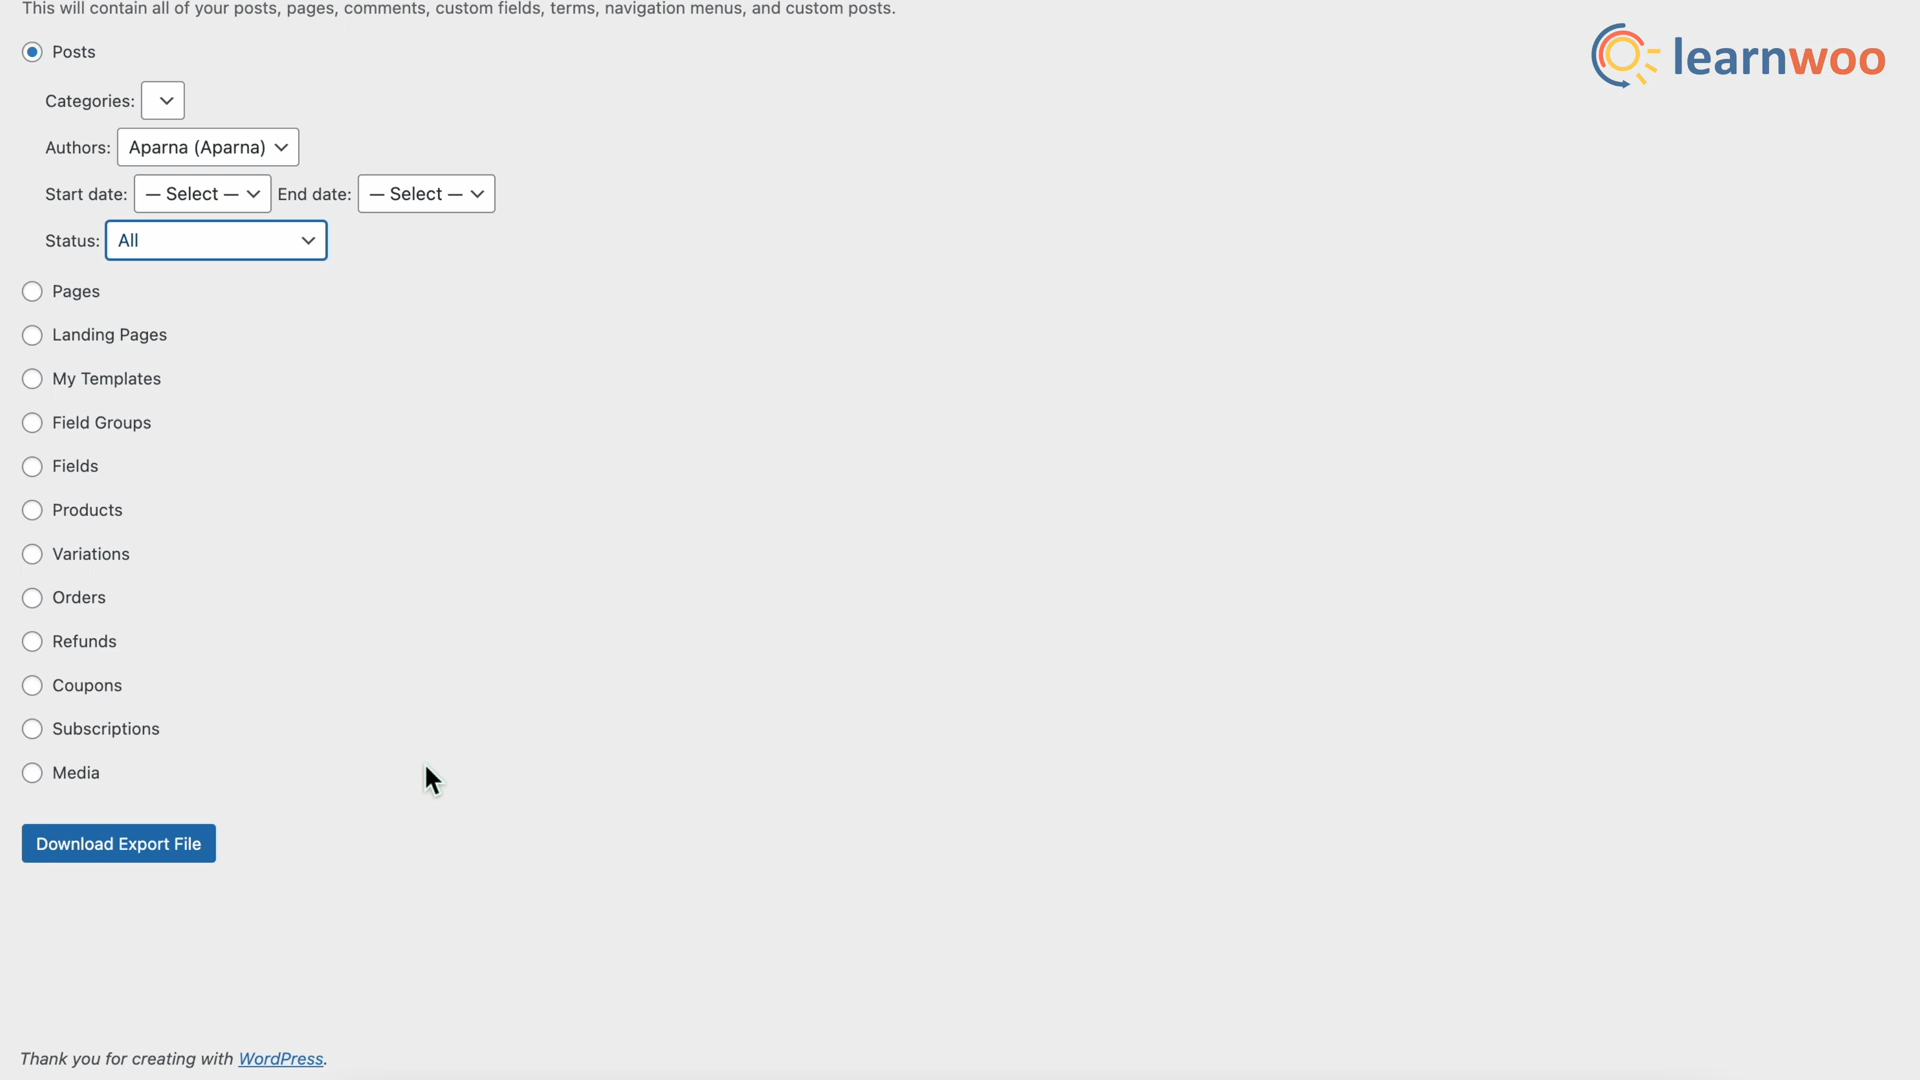 This will contain all of your posts, pages, comments, custom fields, terms, navigation menus, and custom posts.
learnwoo
Posts
Categories:
Authors: Aparna (Aparna)
Start date: — Select — End date: — Select —
Status: All
Pages
Landing Pages
My Templates
Field Groups
Fields
Products
Variations
Orders
Refunds
Coupons
Subscriptions
Media
Download Export File
Thank you for creating with WordPress.